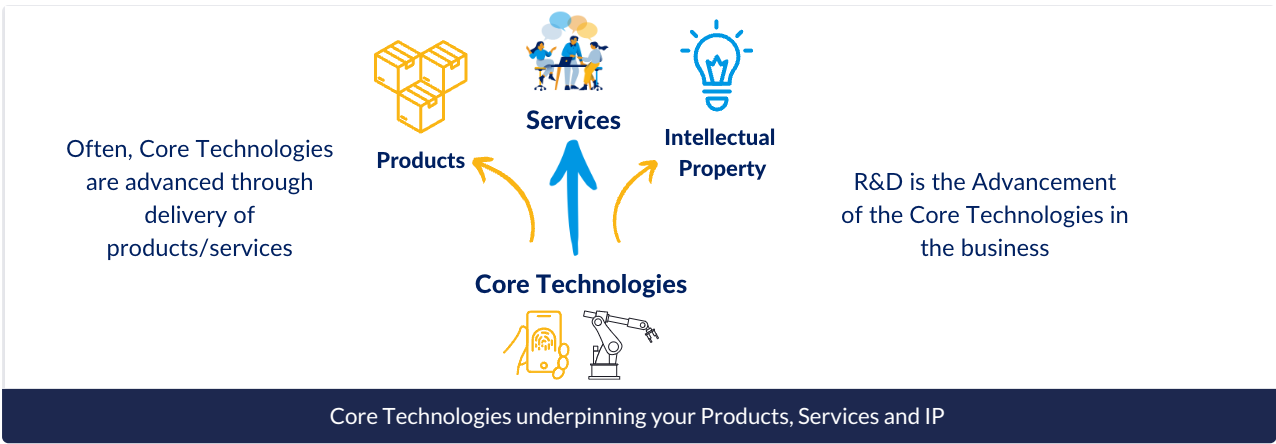 Often, Core Technologies
are advanced through
delivery of
products/services
Products
Services
Intellectual
Property
Core Technologies
R&D is the Advancement
of the Core Technologies in
the business
Core Technologies underpinning your Products, Services and IP